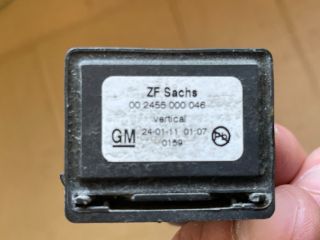 ZF Sachs
00 2455 000 046
vertical
GM 24-01-11 01:07 Pb
0159